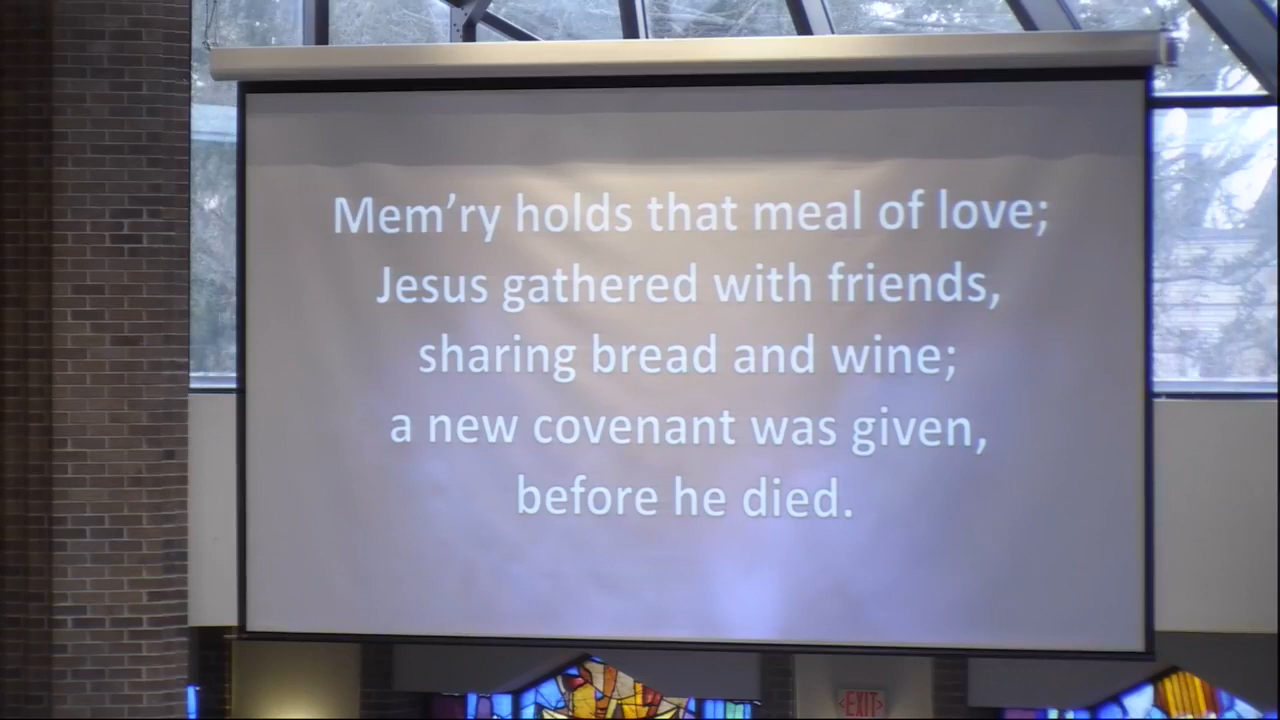 Mem’ry holds that meal of love;
Jesus gathered with friends,
sharing bread and wine;
a new covenant was given,
before he died.
EXIT